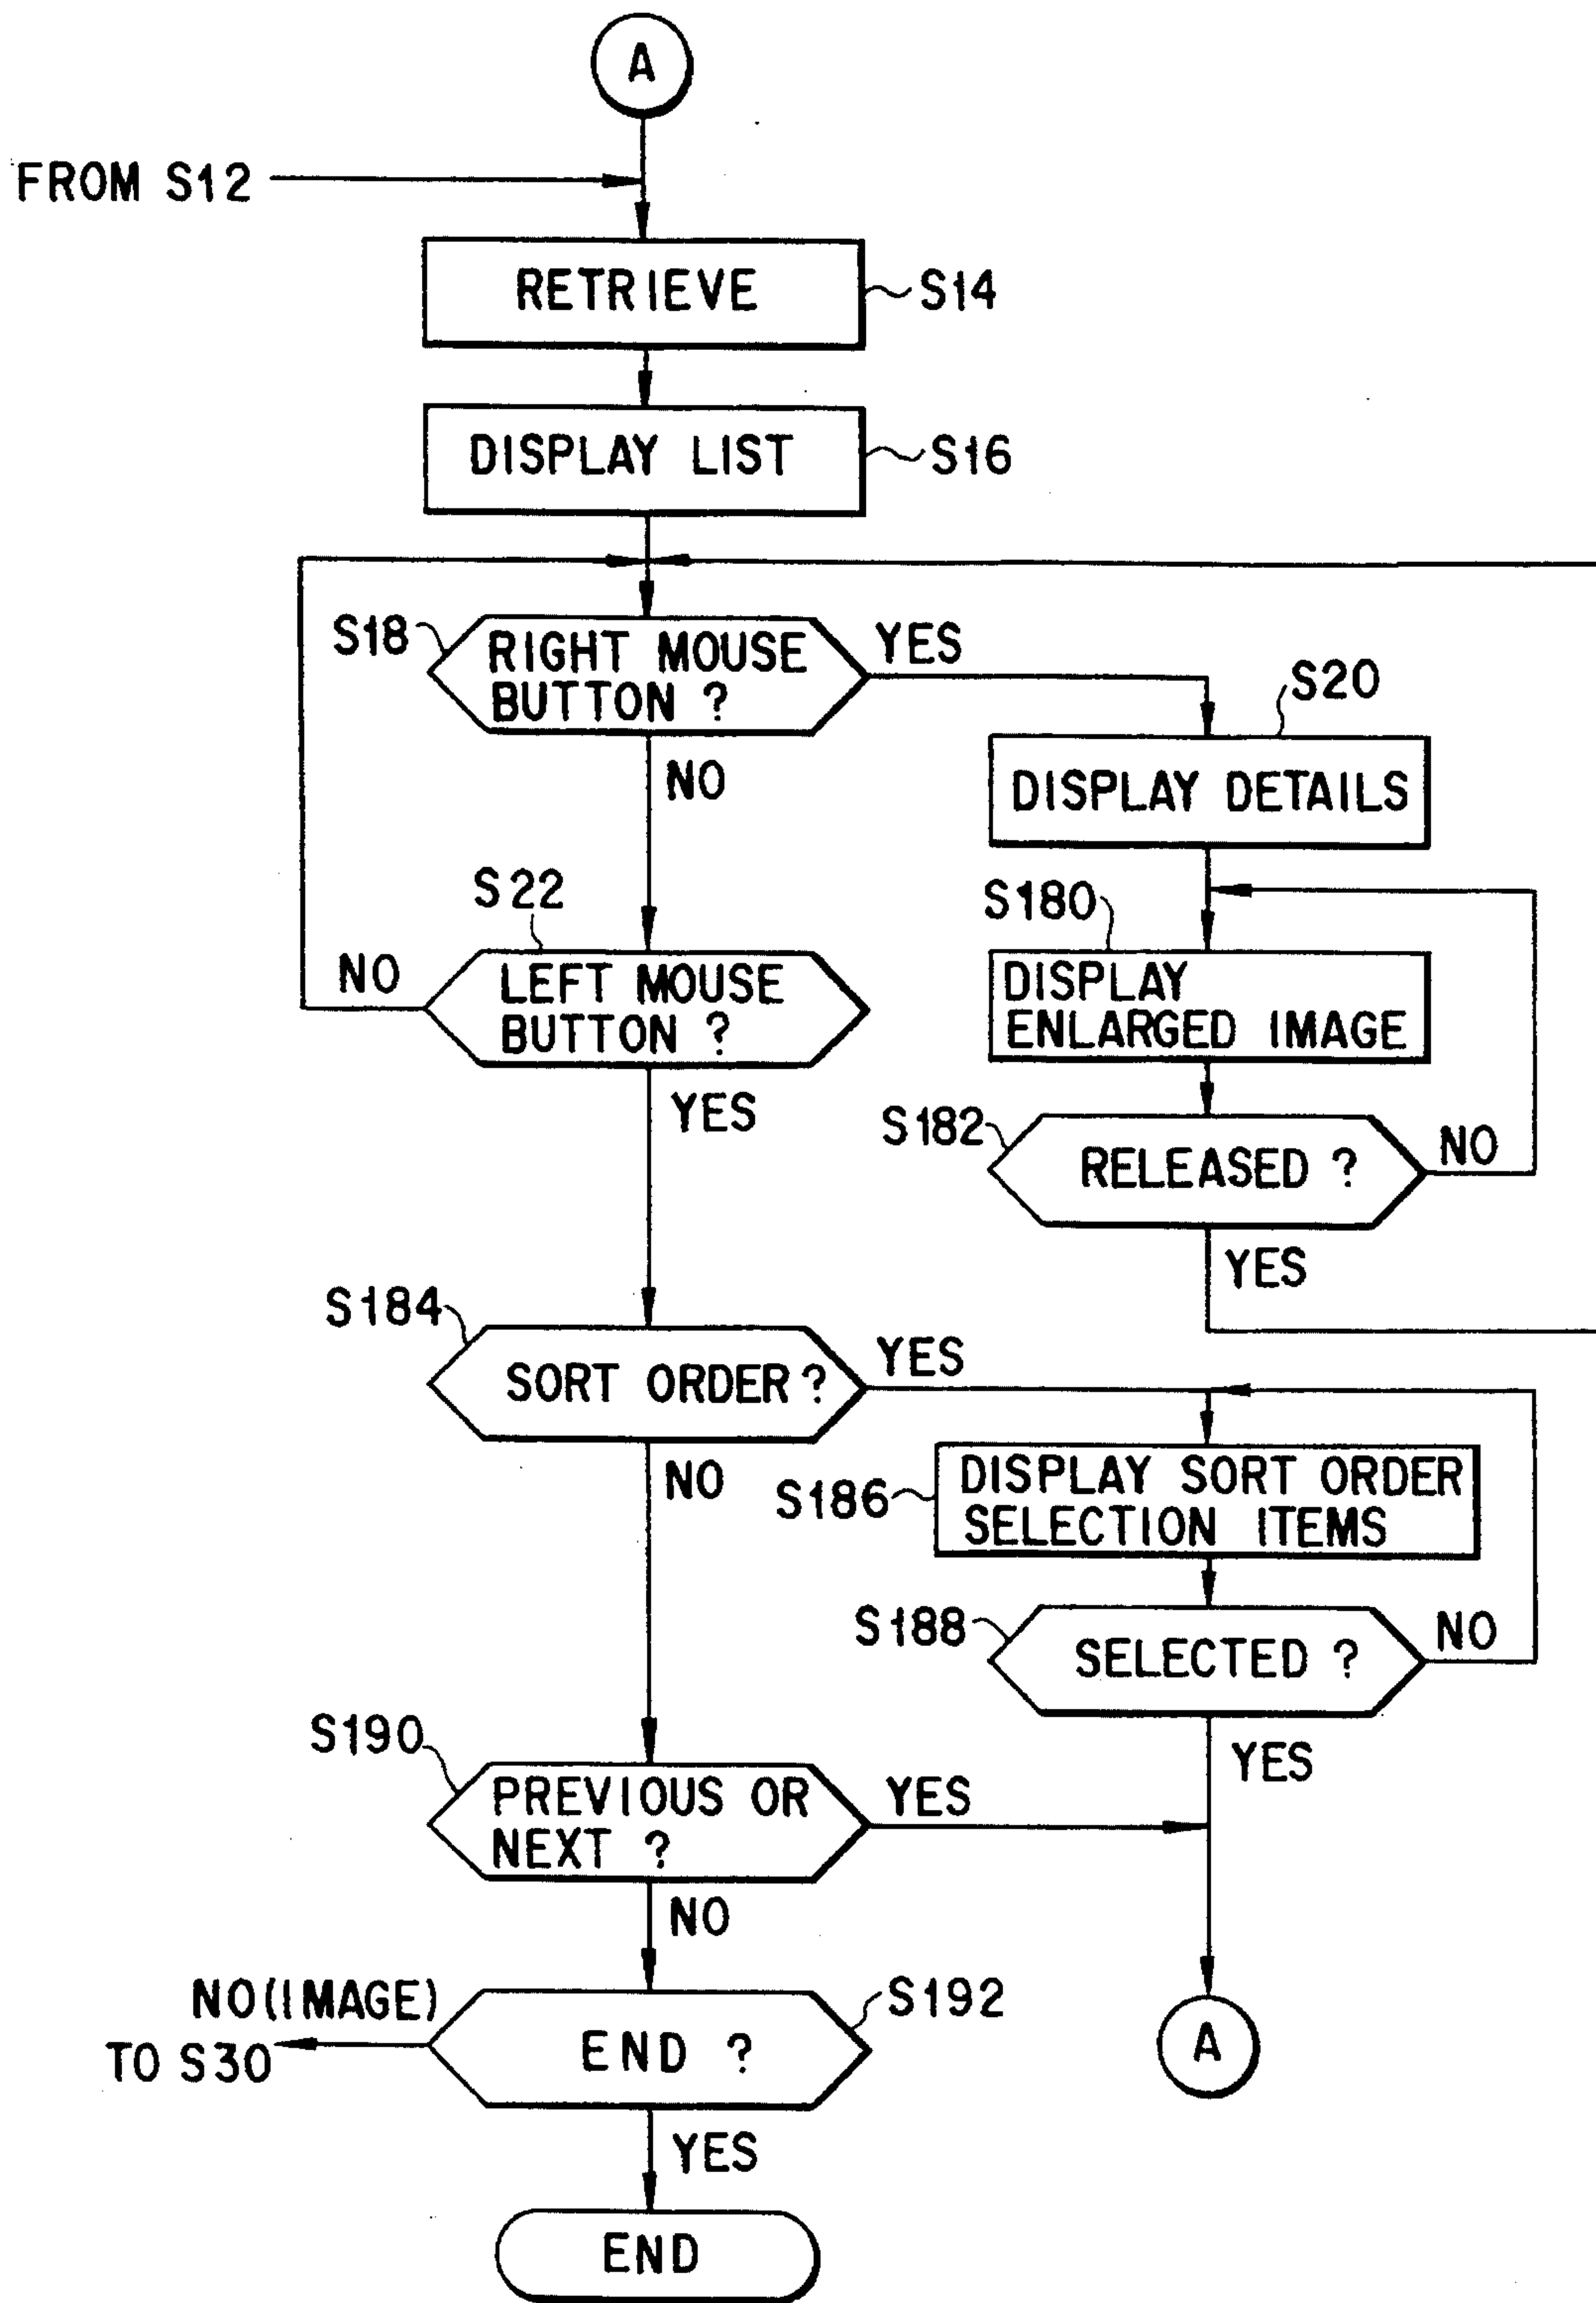 A
FROM S12
RETRIEVE
S14
DISPLAY LIST
S16
S18
RIGHT MOUSE
BUTTON ?
YES
NO
S20
DISPLAY DETAILS
S180
DISPLAY
ENLARGED IMAGE
S22
LEFT MOUSE
BUTTON ?
NO
YES
S182
RELEASED ?
NO
YES
S184
SORT ORDER ?
YES
NO
S186
DISPLAY SORT ORDER
SELECTION ITEMS
S188
SELECTED ?
NO
YES
S190
PREVIOUS OR
NEXT ?
YES
NO
NO(IMAGE)
TO S30
END ?
S192
A
YES
END